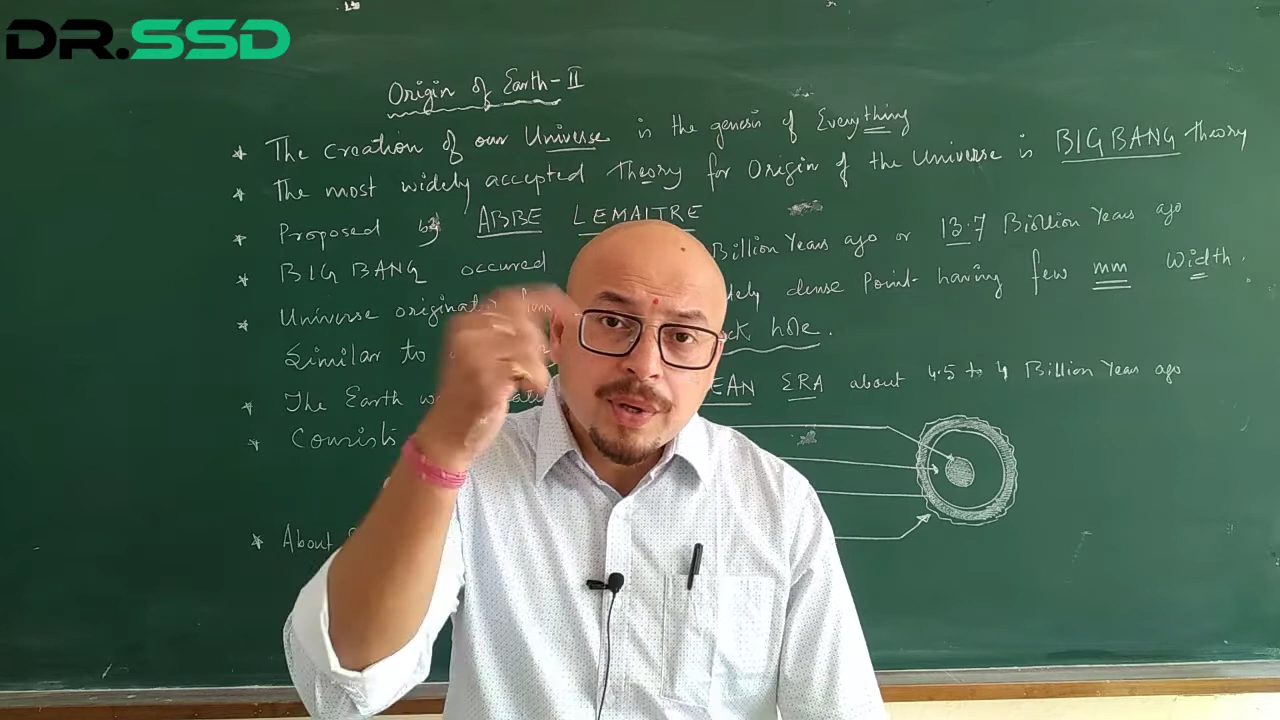 DR.SSD
Origin of Earth-II
* The creation of our Universe is the genesis of Everything
* The most widely accepted Theory for Origin of the Universe is BIG BANG Theory
* Proposed by ABBE LEMAITRE
* BIG BANG occured Billion Years ago or 13.7 Billion Years ago
* Universe dense Point having few mm Width.
Similar to hole.
* The Earth ERA about 4.5 to 4 Billion Years ago
* Consists
* About